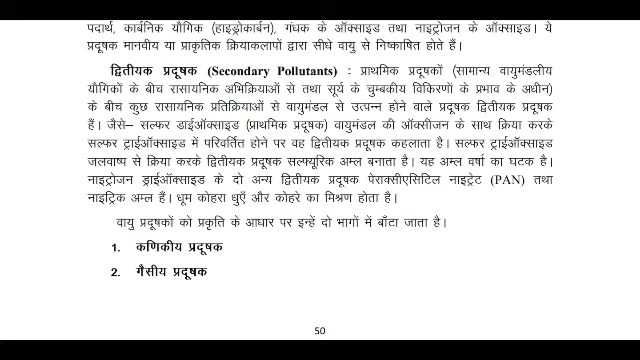 पदार्थ, कार्बनिक यौगिक (हाइड्रोकार्बन), गंधक के ऑक्साइड तथा नाइट्रोजन के ऑक्साइड। ये
प्रदूषक मानवीय या प्राकृतिक क्रियाकलापों द्वारा सीधे वायु से निष्कासित होते हैं।
द्वितीयक प्रदूषक (Secondary Pollutants) : प्राथमिक प्रदूषकों (सामान्य वायुमंडलीय
यौगिकों के बीच रासायनिक अभिक्रियाओं से तथा सूर्य के चुम्बकीय विकिरणों के प्रभाव के अधीन)
के बीच कुछ रासायनिक प्रतिक्रियाओं से वायुमंडल से उत्पन्न होने वाले प्रदूषक द्वितीयक प्रदूषक
हैं। जैसे– सल्फर डाईऑक्साइड (प्राथमिक प्रदूषक) वायुमंडल की ऑक्सीजन के साथ क्रिया करके
सल्फर ट्राईऑक्साइड में परिवर्तित होने पर वह द्वितीयक प्रदूषक कहलाता है। सल्फर ट्राईऑक्साइड
जलवाष्प से क्रिया करके द्वितीयक प्रदूषक सल्फ्यूरिक अम्ल बनाता है। यह अम्ल वर्षा का घटक है।
नाइट्रोजन ड्राईऑक्साइड के दो अन्य द्वितीयक प्रदूषक पेराक्सीएसिटिल नाइट्रेट (PAN) तथा
नाइट्रिक अम्ल हैं। धूम कोहरा धुएँ और कोहरे का मिश्रण होता है।
वायु प्रदूषकों को प्रकृति के आधार पर इन्हें दो भागों में बाँटा जाता है।
1. कणिकीय प्रदूषक
2. गैसीय प्रदूषक
50